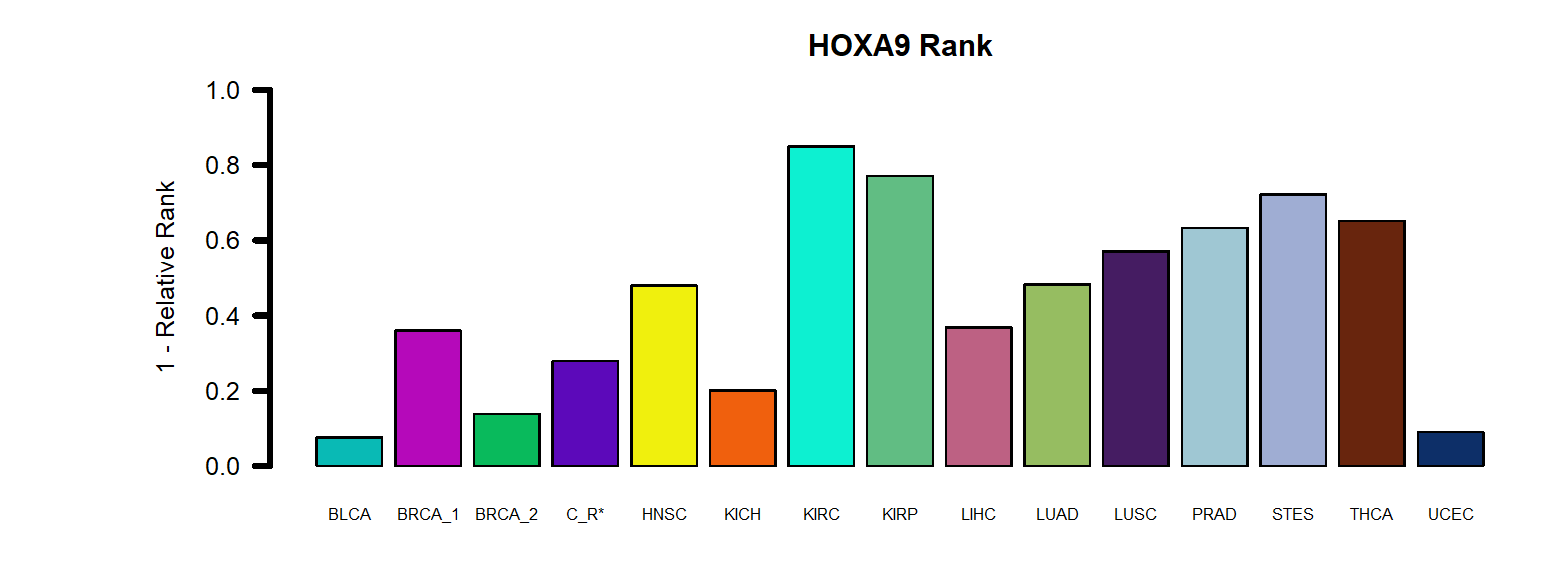 HOXA9 Rank
1 - Relative Rank
1.0
0.8
0.6
0.4
0.2
0.0
BLCA BRCA_1 BRCA_2 C_R* HNSC KICH KIRC KIRP LIHC LUAD LUSC PRAD STES THCA UCEC